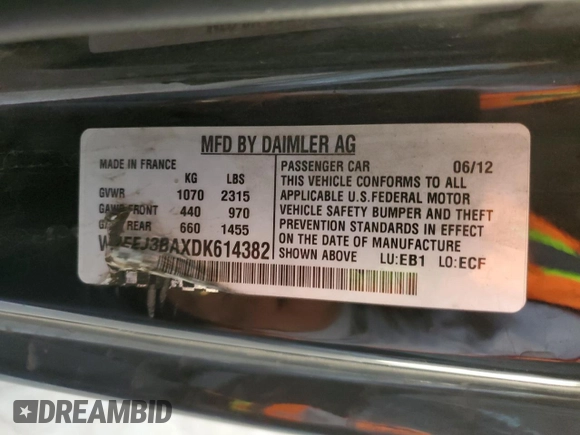 MFD BY DAIMLER AG
MADE IN FRANCE
KG LBS
GVWR 1070 2315
FRONT 440 970
REAR 660 1455
PASSENGER CAR 06/12
THIS VEHICLE CONFORMS TO ALL
APPLICABLE U.S.FEDERAL MOTOR
VEHICLE SAFETY BUMPER AND THEFT
PREVENTION STANDARDS IN EFFECT
ON THE DATE OF MANUFACTURE
SHOWN ABOVE LU:EB1 LO:ECF
DREAMBID